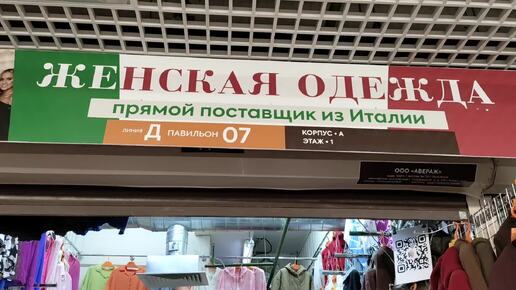 ЖЕНСКАЯ ОДЕЖДА
прямой поставщик из Италии
ЛИНИЯ Д ПАВИЛЬОН 07
КОРПУС • А
ЭТАЖ • 1
ООО «АВЕРАЖ»